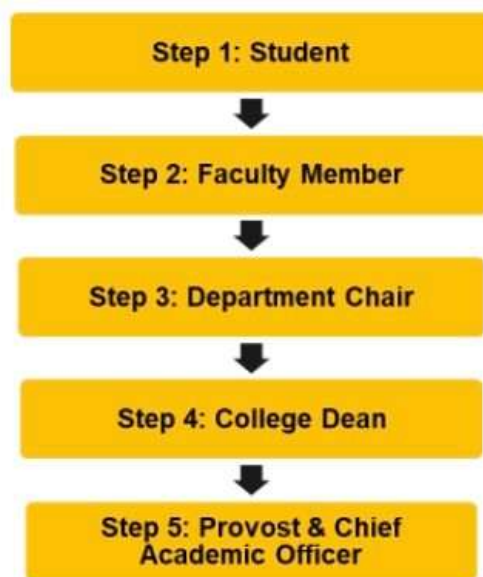 Step 1: Student
Step 2: Faculty Member
Step 3: Department Chair
Step 4: College Dean
Step 5: Provost & Chief
Academic Officer